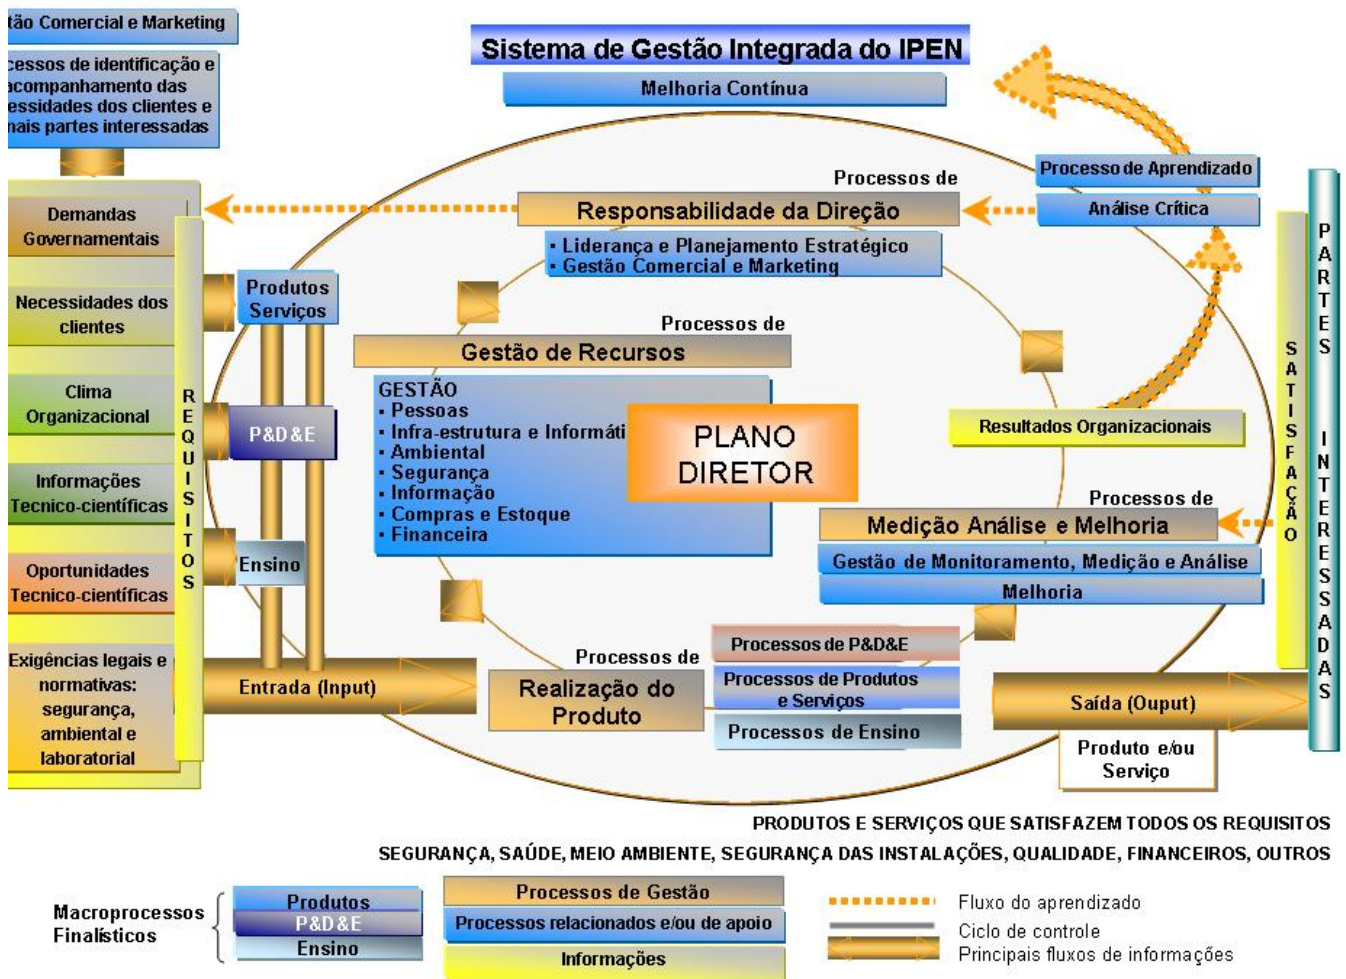 tão Comercial e Marketing
cessos de identificação e
acompanhamento das
essidades dos clientes e
mais partes interessadas
Sistema de Gestão Integrada do IPEN
Melhoria Contínua
Processo de Aprendizado
Análise Crítica
Processos de
Responsabilidade da Direção
▪ Liderança e Planejamento Estratégico
▪ Gestão Comercial e Marketing
Demandas
Governamentais
Necessidades dos
clientes
Clima
Organizacional
Informações
Tecnico-científicas
Oportunidades
Tecnico-científicas
Exigências legais e
normativas:
segurança,
ambiental e
laboratorial
REQUISITOS
Produtos
Serviços
P&D&E
Ensino
Entrada (Input)
Processos de
Gestão de Recursos
GESTÃO
▪ Pessoas
▪ Infra-estrutura e Informáti
▪ Ambiental
▪ Segurança
▪ Informação
▪ Compras e Estoque
▪ Financeira
PLANO
DIRETOR
Resultados Organizacionais
Processos de
Medição Análise e Melhoria
Gestão de Monitoramento, Medição e Análise
Melhoria
Processos de
Realização do
Produto
Processos de P&D&E
Processos de Produtos
e Serviços
Processos de Ensino
Saída (Ouput)
Produto e/ou
Serviço
SATISFAÇÃO
PARTES INTERESSADAS
PRODUTOS E SERVIÇOS QUE SATISFAZEM TODOS OS REQUISITOS
SEGURANÇA, SAÚDE, MEIO AMBIENTE, SEGURANÇA DAS INSTALAÇÕES, QUALIDADE, FINANCEIROS, OUTROS
Macroprocessos
Finalísticos
Produtos
P&D&E
Ensino
Processos de Gestão
Processos relacionados e/ou de apoio
Informações
Fluxo do aprendizado
Ciclo de controle
Principais fluxos de informações